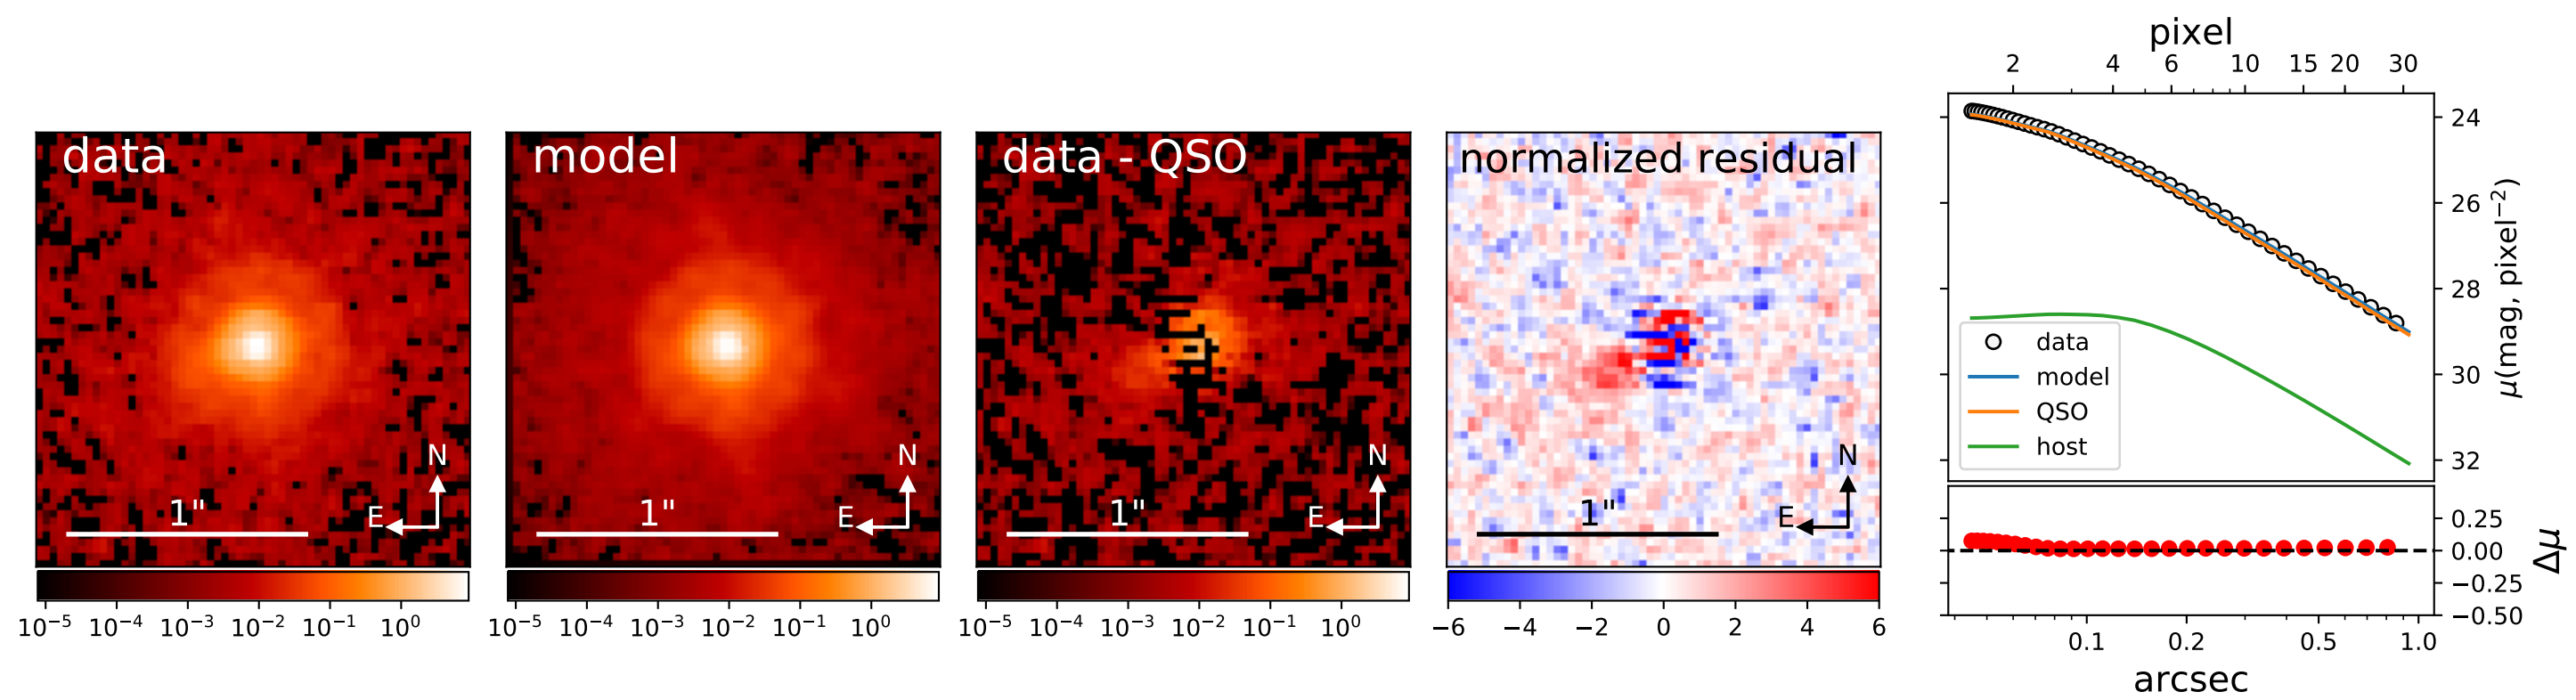 data
N
E
1"
10⁻⁵ 10⁻⁴ 10⁻³ 10⁻² 10⁻¹ 10⁰
model
N
E
1"
10⁻⁵ 10⁻⁴ 10⁻³ 10⁻² 10⁻¹ 10⁰
data - QSO
N
E
1"
10⁻⁵ 10⁻⁴ 10⁻³ 10⁻² 10⁻¹ 10⁰
normalized residual
N
E
1"
−6 −4 −2 0 2 4 6
pixel
2 4 6 10 15 20 30
24
26
28
30
32
μ(mag, pixel⁻²)
data
model
QSO
host
0.25
0.00
−0.25
−0.50
Δμ
0.1 0.2 0.5 1.0
arcsec